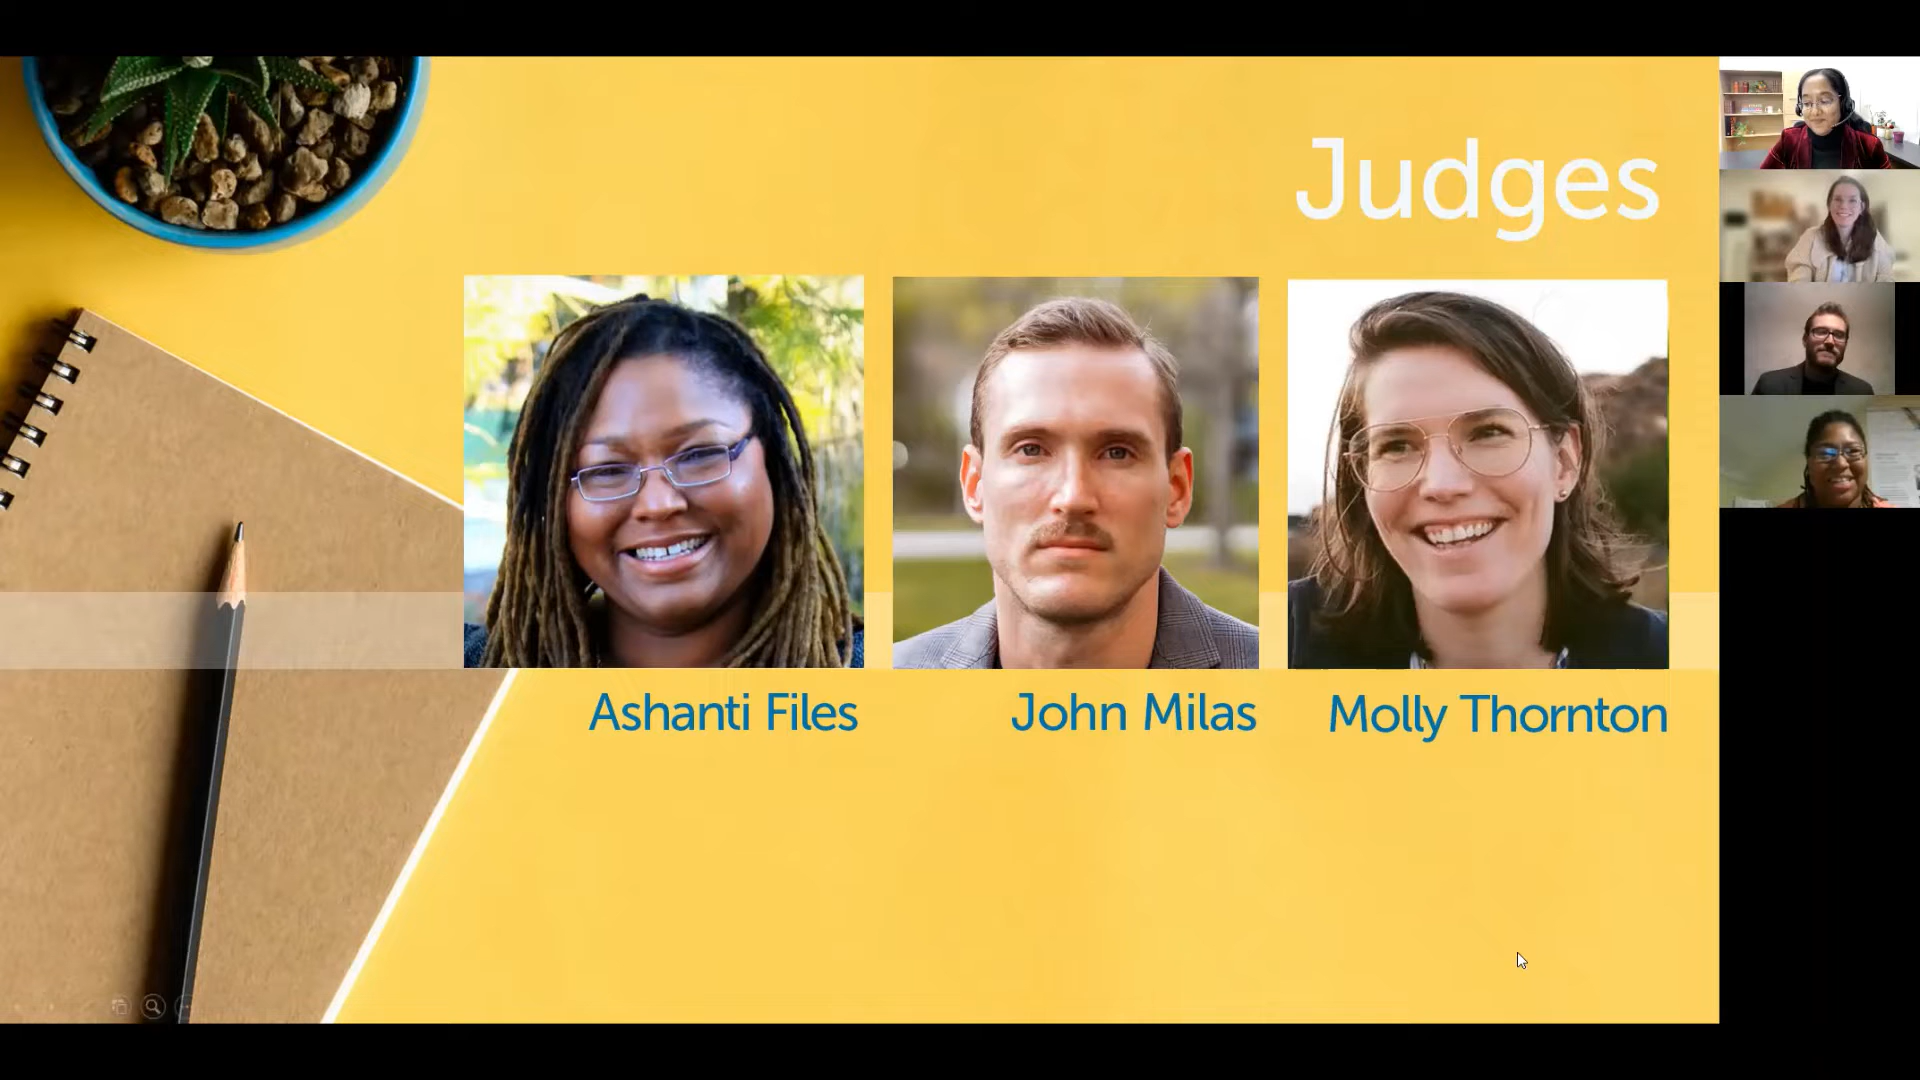 Judges
Ashanti Files
John Milas
Molly Thornton